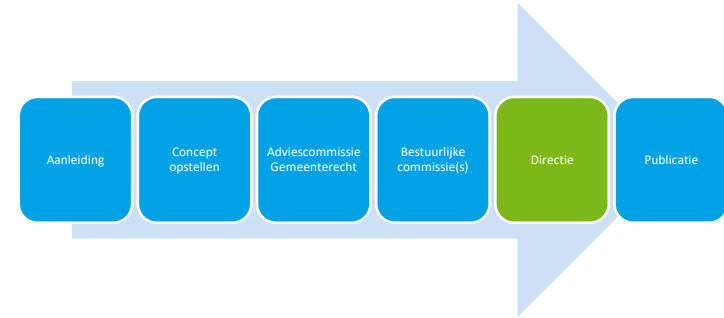 Aanleiding
Concept
opstellen
Adviescommissie
Gemeenterecht
Bestuurlijke
commissie(s)
Directie
Publicatie